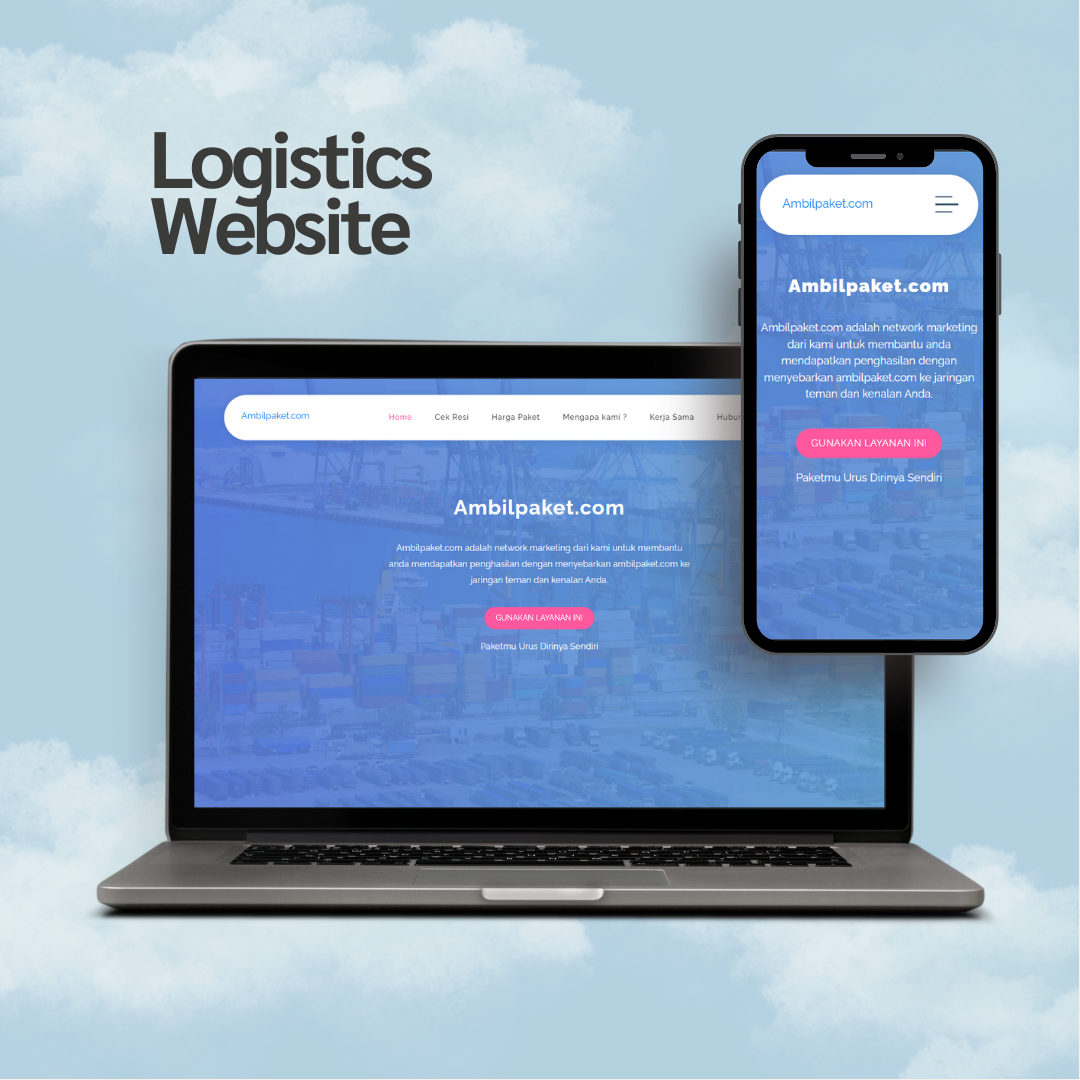 Logistics
Website
Ambilpaket.com
Home
Cek Resi
Harga Paket
Mengapa kami ?
Kerja Sama
Ambilpaket.com
Ambilpaket.com adalah network marketing dari kami untuk membantu
anda mendapatkan penghasilan dengan menyebarkan ambilpaket.com ke
jaringan teman dan kenalan Anda.
GUNAKAN LAYANAN INI
Paketmu Urus Dirinya Sendiri
Ambilpaket.com
Ambilpaket.com
Ambilpaket.com adalah network marketing
dari kami untuk membantu anda
mendapatkan penghasilan dengan
menyebarkan ambilpaket.com ke jaringan
teman dan kenalan Anda.
GUNAKAN LAYANAN INI
Paketmu Urus Dirinya Sendiri